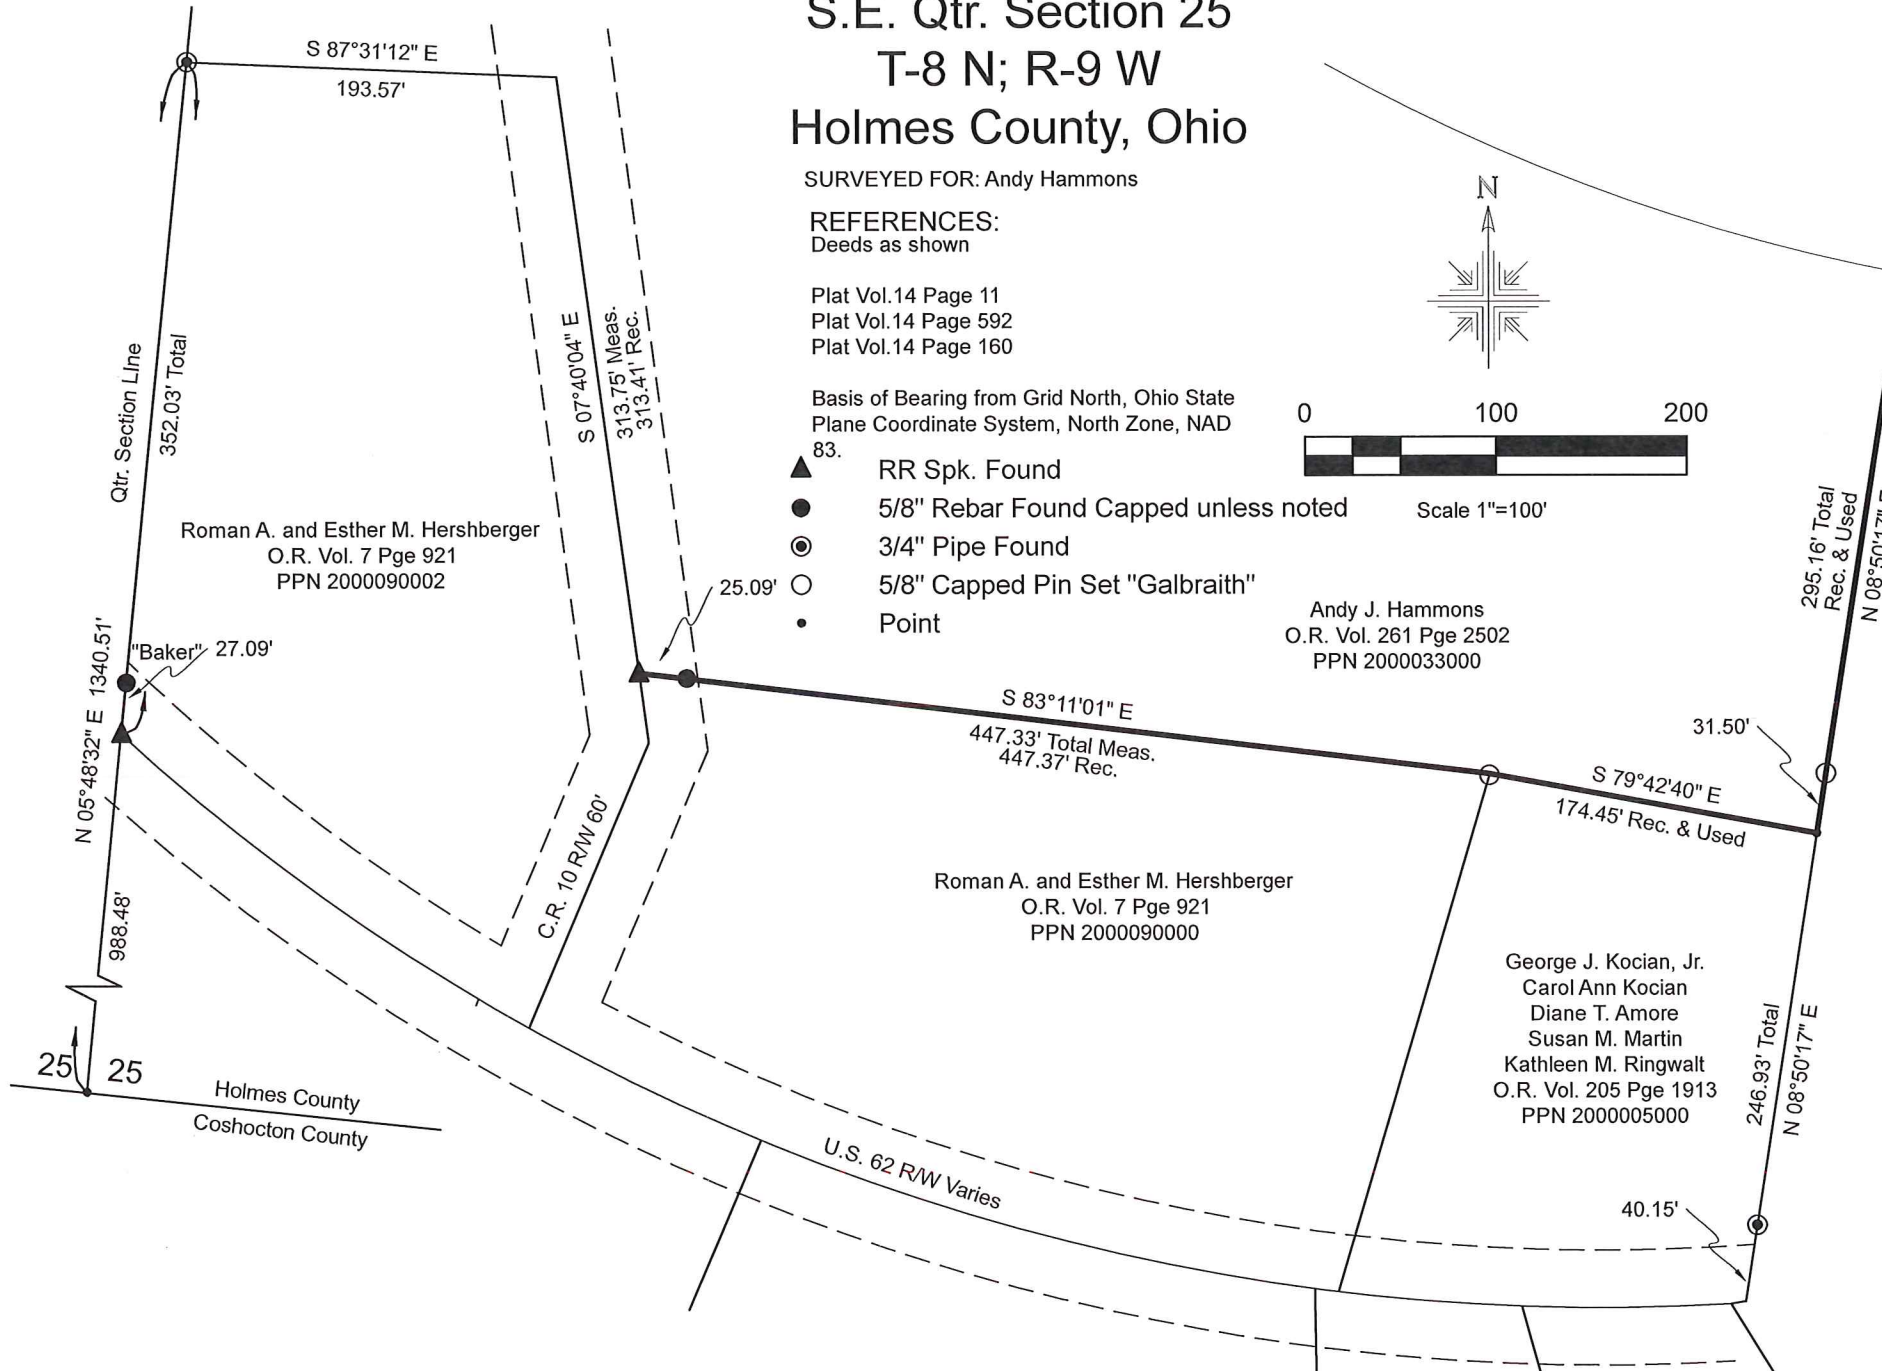 S.E. Qtr. Section 25
T-8 N; R-9 W
Holmes County, Ohio
SURVEYED FOR: Andy Hammons
REFERENCES:
Deeds as shown
Plat Vol.14 Page 11
Plat Vol.14 Page 592
Plat Vol.14 Page 160
Basis of Bearing from Grid North, Ohio State
Plane Coordinate System, North Zone, NAD
83.
RR Spk. Found
5/8" Rebar Found Capped unless noted
3/4" Pipe Found
5/8" Capped Pin Set "Galbraith"
Point
N
0 100 200
Scale 1"=100'
S 87°31'12" E
193.57'
Qtr. Section LIne
352.03' Total
S 07°40'04" E
313.75' Meas.
313.41' Rec.
Roman A. and Esther M. Hershberger
O.R. Vol. 7 Pge 921
PPN 2000090002
25.09'
"Baker" 27.09'
N 05°48'32" E 1340.51'
988.48'
C.R. 10 R/W 60'
Andy J. Hammons
O.R. Vol. 261 Pge 2502
PPN 2000033000
295.16' Total
Rec. & Used
N 08°50'17" E
S 83°11'01" E
447.33' Total Meas.
447.37' Rec.
31.50'
S 79°42'40" E
174.45' Rec. & Used
Roman A. and Esther M. Hershberger
O.R. Vol. 7 Pge 921
PPN 2000090000
George J. Kocian, Jr.
Carol Ann Kocian
Diane T. Amore
Susan M. Martin
Kathleen M. Ringwalt
O.R. Vol. 205 Pge 1913
PPN 2000005000
246.93' Total
N 08°50'17" E
40.15'
25 25
Holmes County
Coshocton County
U.S. 62 R/W Varies